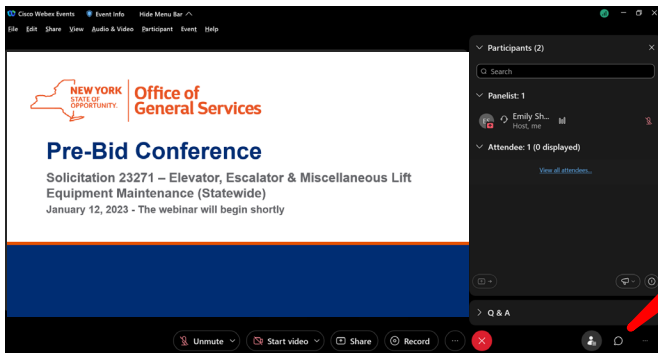 Cisco Webex Events Event Info Hide Menu Bar
File Edit Share View Audio & Video Participant Event Help
NEW YORK
STATE OF
OPPORTUNITY.
Office of
General Services
Pre-Bid Conference
Solicitation 23271 – Elevator, Escalator & Miscellaneous Lift
Equipment Maintenance (Statewide)
January 12, 2023 - The webinar will begin shortly
Participants (2)
Search
Panelist: 1
Emily Sh...
Host, me
Attendee: 1 (0 displayed)
View all attendees...
Q & A
Unmute Start video Share Record